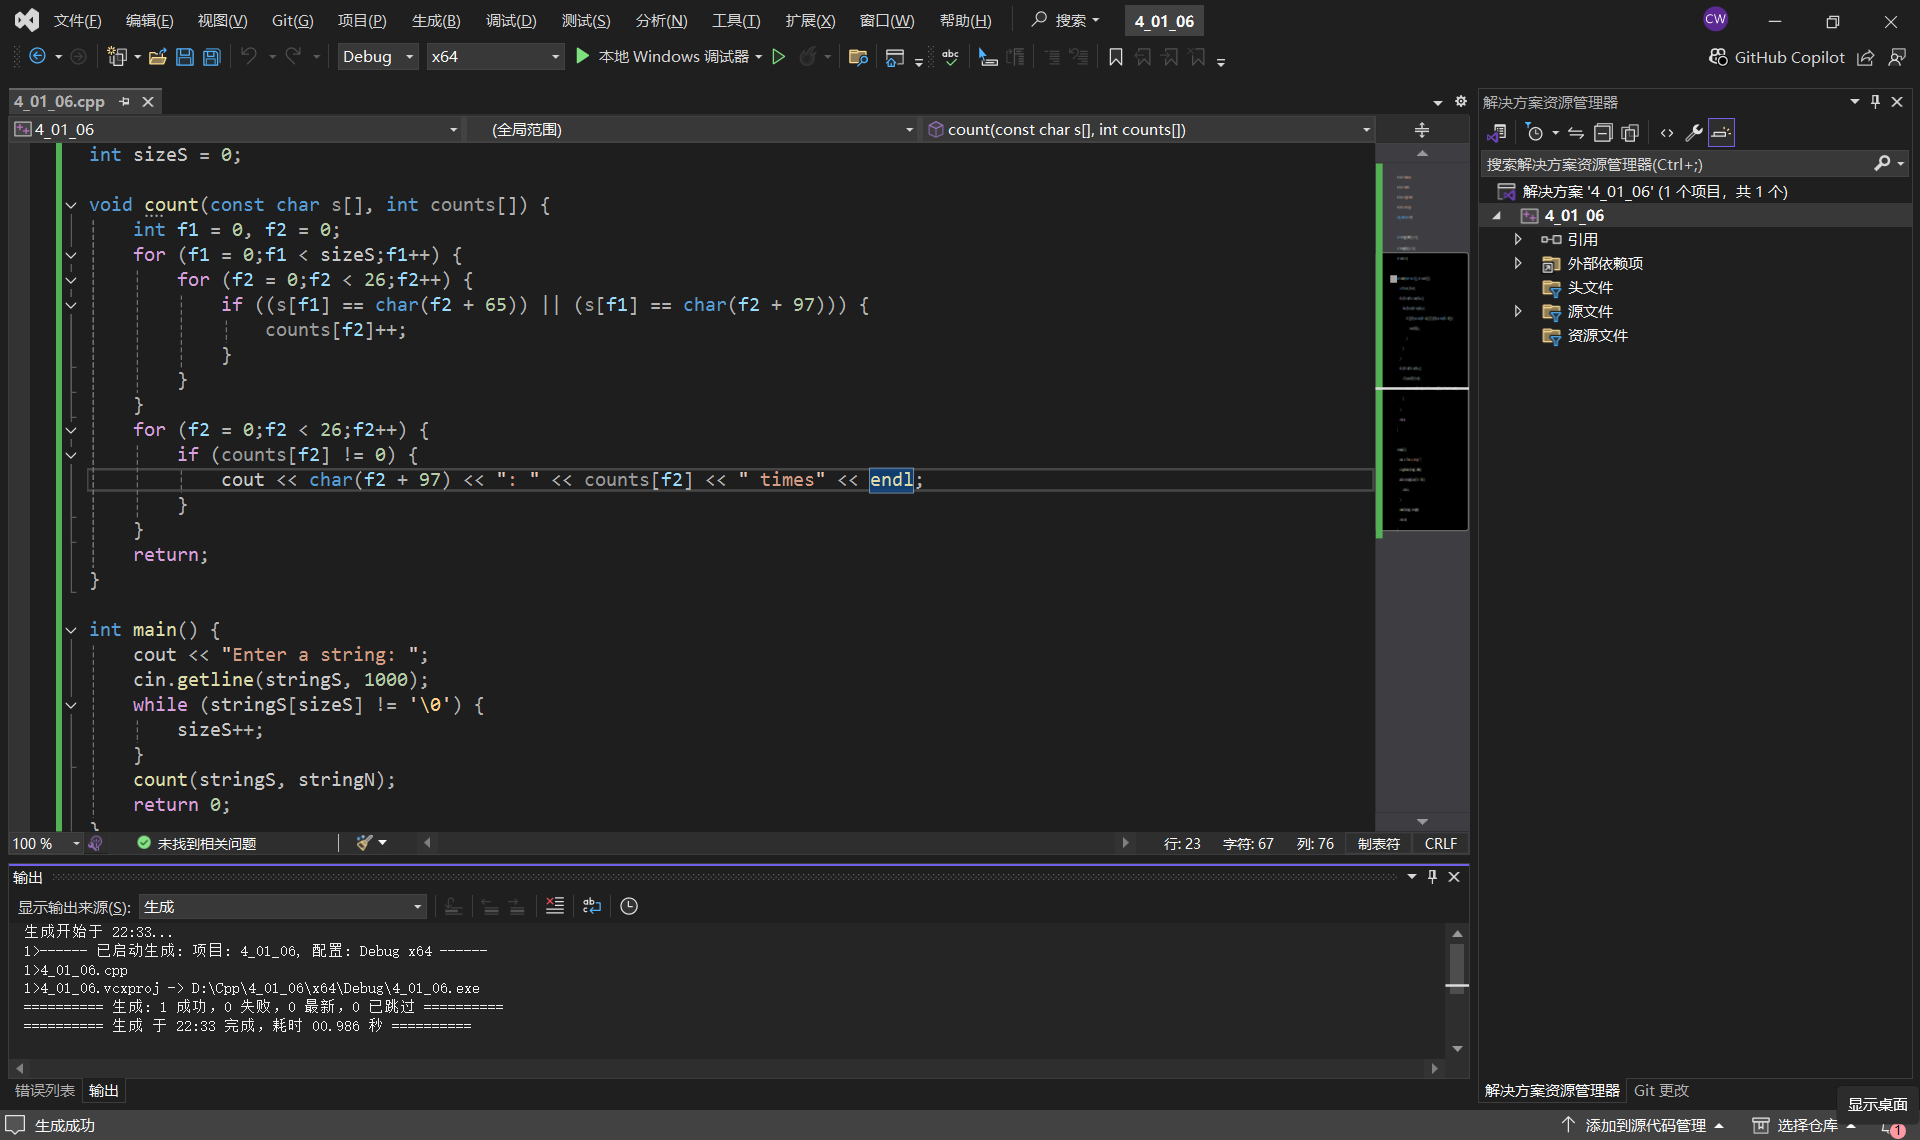 文件(F) 编辑(E) 视图(V) Git(G) 项目(P) 生成(B) 调试(D) 测试(S) 分析(N) 工具(T) 扩展(X) 窗口(W) 帮助(H) 搜索 4_01_06 CW
Debug x64 本地 Windows 调试器 abc GitHub Copilot
4_01_06.cpp
4_01_06 (全局范围) count(const char s[], int counts[])
int sizeS = 0;
void count(const char s[], int counts[]) {
int f1 = 0, f2 = 0;
for (f1 = 0;f1 < sizeS;f1++) {
for (f2 = 0;f2 < 26;f2++) {
if ((s[f1] == char(f2 + 65)) || (s[f1] == char(f2 + 97))) {
counts[f2]++;
}
}
}
for (f2 = 0;f2 < 26;f2++) {
if (counts[f2] != 0) {
cout << char(f2 + 97) << ": " << counts[f2] << " times" << endl;
}
}
return;
}
int main() {
cout << "Enter a string: ";
cin.getline(stringS, 1000);
while (stringS[sizeS] != '\0') {
sizeS++;
}
count(stringS, stringN);
return 0;
}
100 % 未找到相关问题 行: 23 字符: 67 列: 76 制表符 CRLF
输出
显示输出来源(S): 生成
生成开始于 22:33...
1>------ 已启动生成: 项目: 4_01_06, 配置: Debug x64 ------
1>4_01_06.cpp
1>4_01_06.vcxproj -> D:\Cpp\4_01_06\x64\Debug\4_01_06.exe
========== 生成: 1 成功，0 失败，0 最新，0 已跳过 ==========
========== 生成 于 22:33 完成，耗时 00.986 秒 ==========
错误列表 输出
解决方案资源管理器
搜索解决方案资源管理器(Ctrl+;)
解决方案 '4_01_06' (1 个项目，共 1 个)
4_01_06
引用
外部依赖项
头文件
源文件
资源文件
解决方案资源管理器 Git 更改
显示桌面
生成成功 添加到源代码管理 选择仓库 1